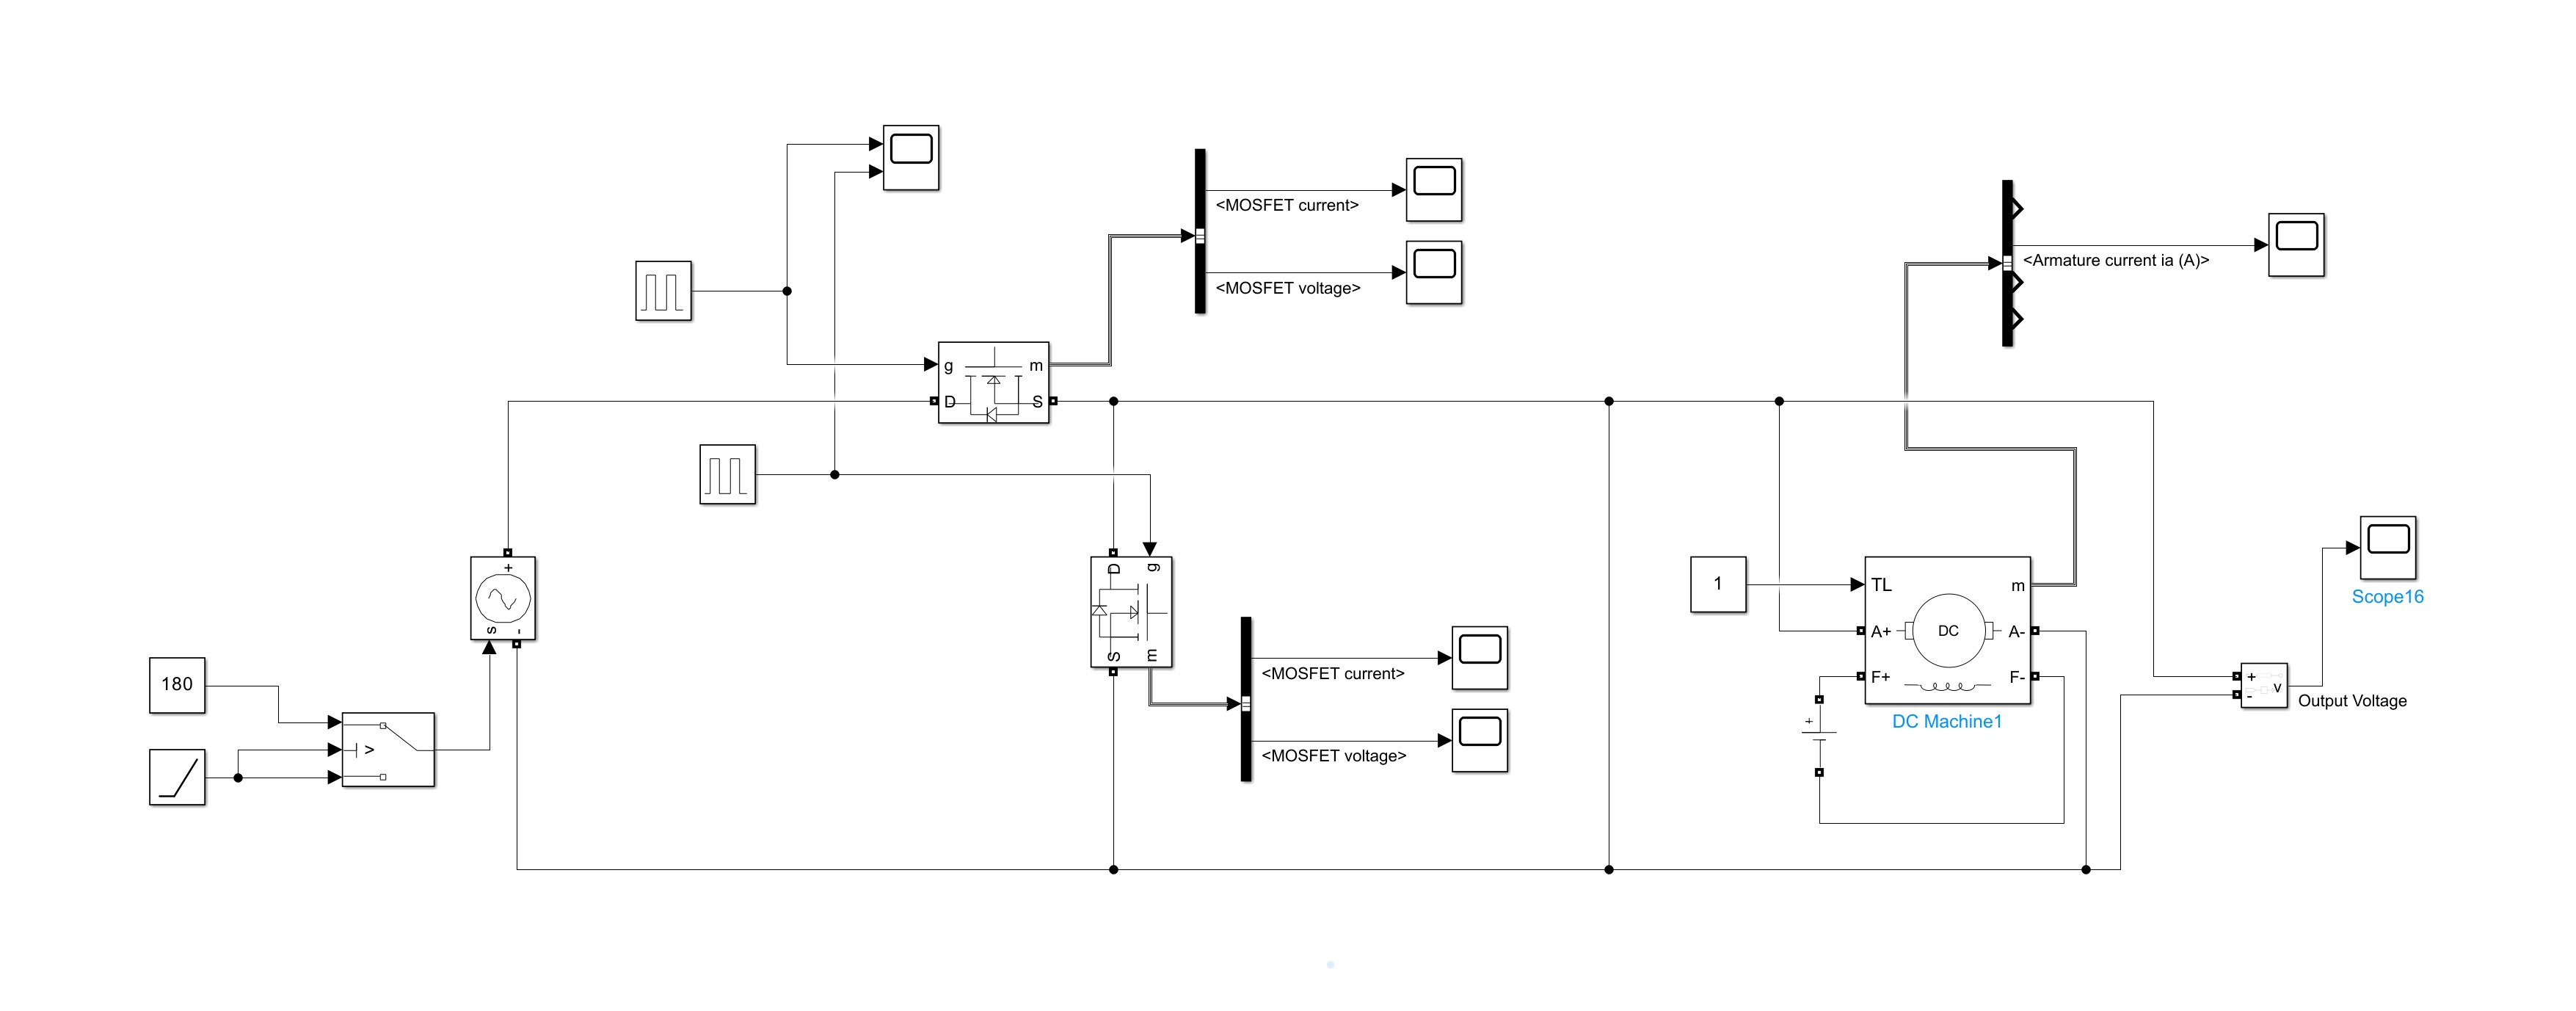 <MOSFET current>
<MOSFET voltage>
<Armature current ia (A)>
g
m
D
S
+
s
-
180
>
D
g
S
m
<MOSFET current>
<MOSFET voltage>
1
TL
m
A+
DC
A-
F+
F-
DC Machine1
+
Scope16
+
-
v
Output Voltage